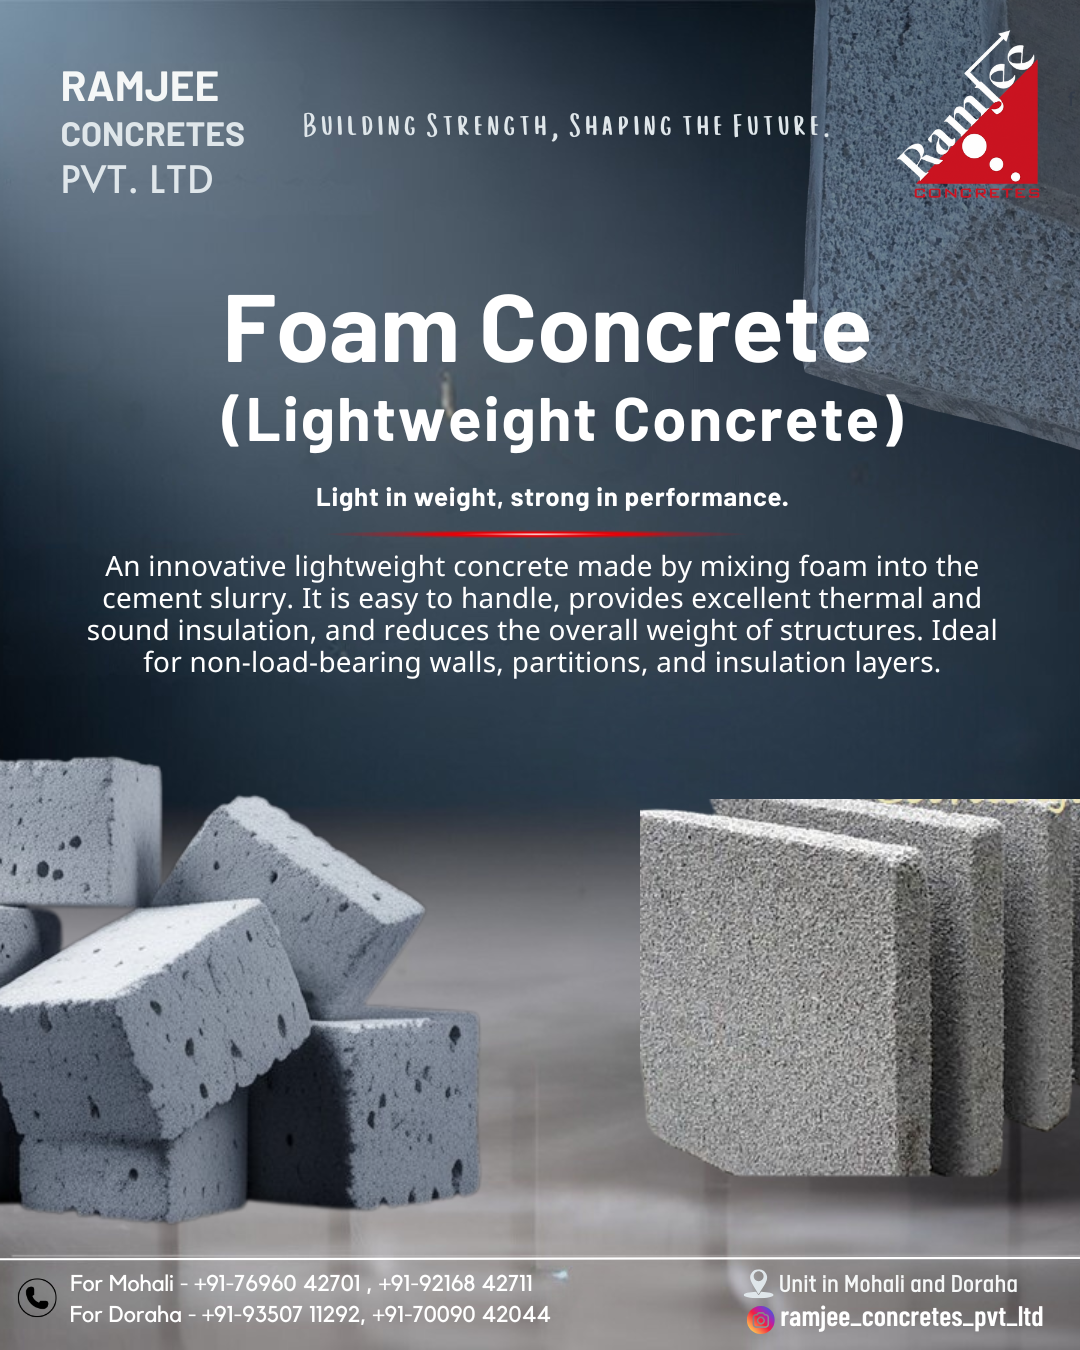 RAMJEE
CONCRETES
PVT. LTD
Building Strength, Shaping the Future.
Ramjee
CONCRETES
Foam Concrete
(Lightweight Concrete)
Light in weight, strong in performance.
An innovative lightweight concrete made by mixing foam into the
cement slurry. It is easy to handle, provides excellent thermal and
sound insulation, and reduces the overall weight of structures. Ideal
for non-load-bearing walls, partitions, and insulation layers.
For Mohali - +91-76960 42701 , +91-92168 42711
For Doraha - +91-93507 11292, +91-70090 42044
Unit in Mohali and Doraha
ramjee_concretes_pvt_ltd